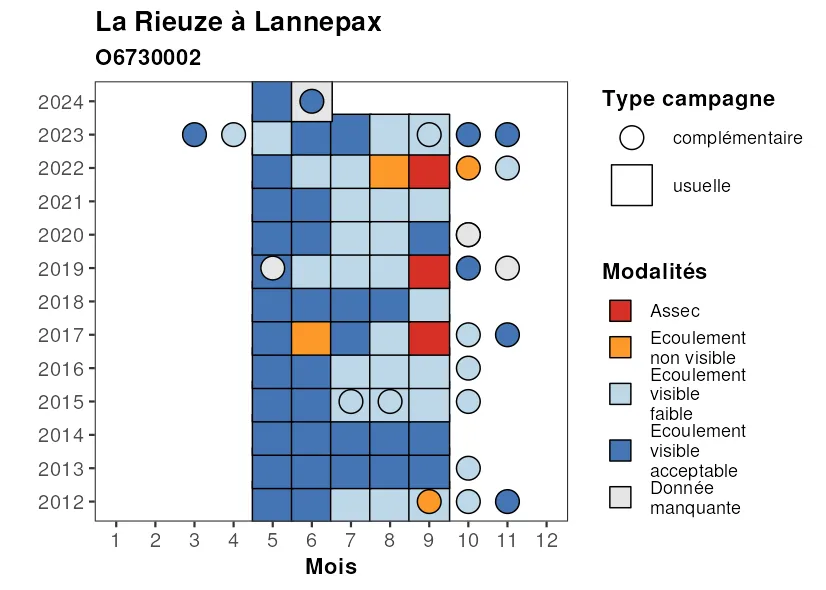 La Rieuze à Lannepax
O6730002
2024
2023
2022
2021
2020
2019
2018
2017
2016
2015
2014
2013
2012
1 2 3 4 5 6 7 8 9 10 11 12
Mois
Type campagne
complémentaire
usuelle
Modalités
Assec
Ecoulement
non visible
Ecoulement
visible
faible
Ecoulement
visible
acceptable
Donnée
manquante